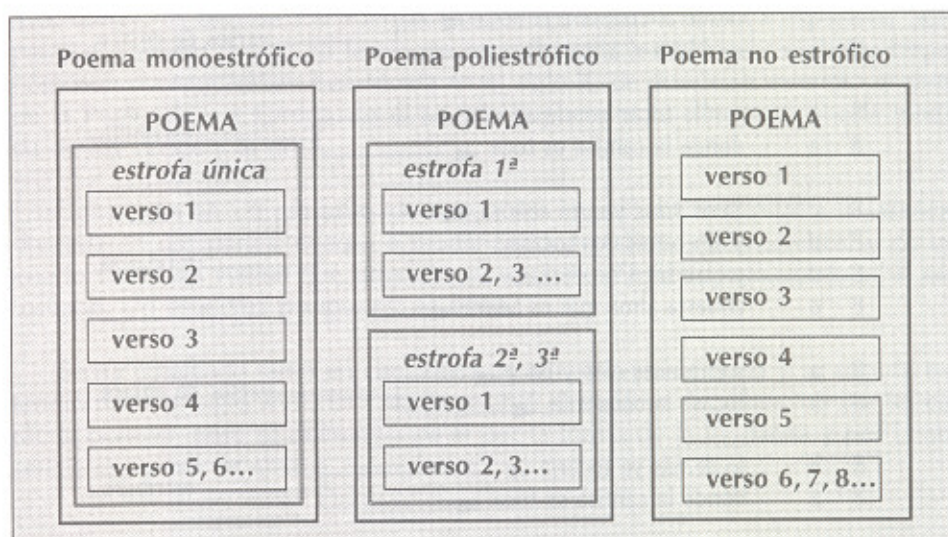 Poema monoestrófico
POEMA
estrofa única
verso 1
verso 2
verso 3
verso 4
verso 5, 6...
Poema poliestrófico
POEMA
estrofa 1ª
verso 1
verso 2, 3 ...
estrofa 2ª, 3ª
verso 1
verso 2, 3...
Poema no estrófico
POEMA
verso 1
verso 2
verso 3
verso 4
verso 5
verso 6, 7, 8...